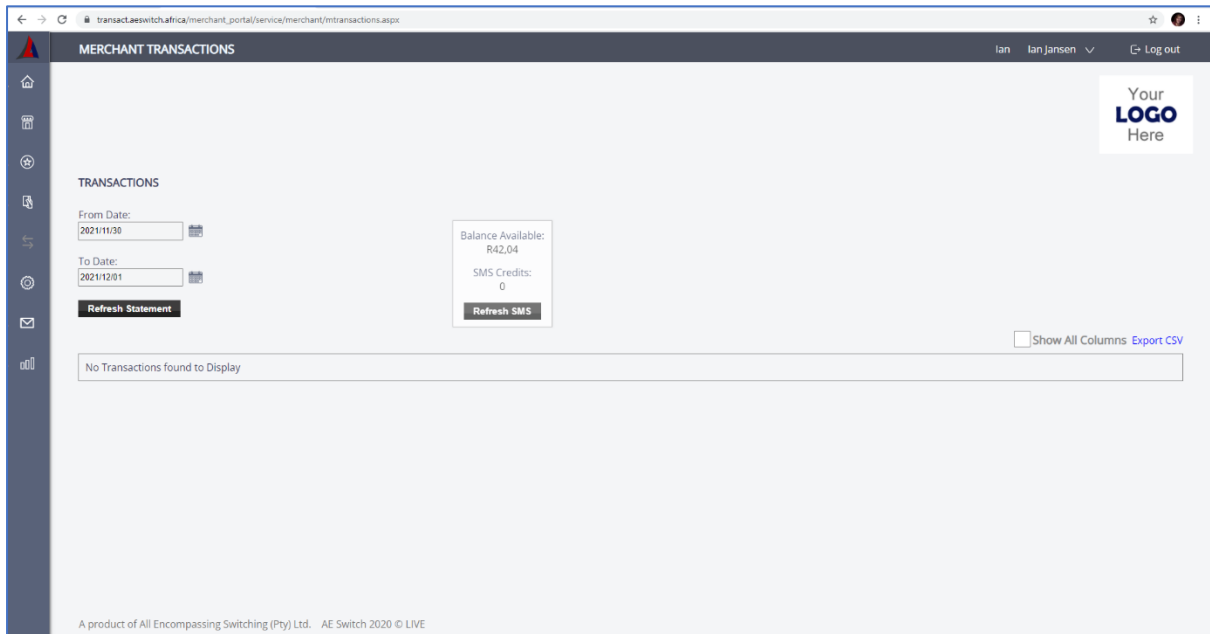 transact.aeswitch.africa/merchant_portal/service/merchant/mtransactions.aspx
MERCHANT TRANSACTIONS
Ian Ian Jansen Log out
Your
LOGO
Here
TRANSACTIONS
From Date:
2021/11/30
To Date:
2021/12/01
Refresh Statement
Balance Available:
R42,04
SMS Credits:
0
Refresh SMS
Show All Columns Export CSV
No Transactions found to Display
A product of All Encompassing Switching (Pty) Ltd. AE Switch 2020 © LIVE